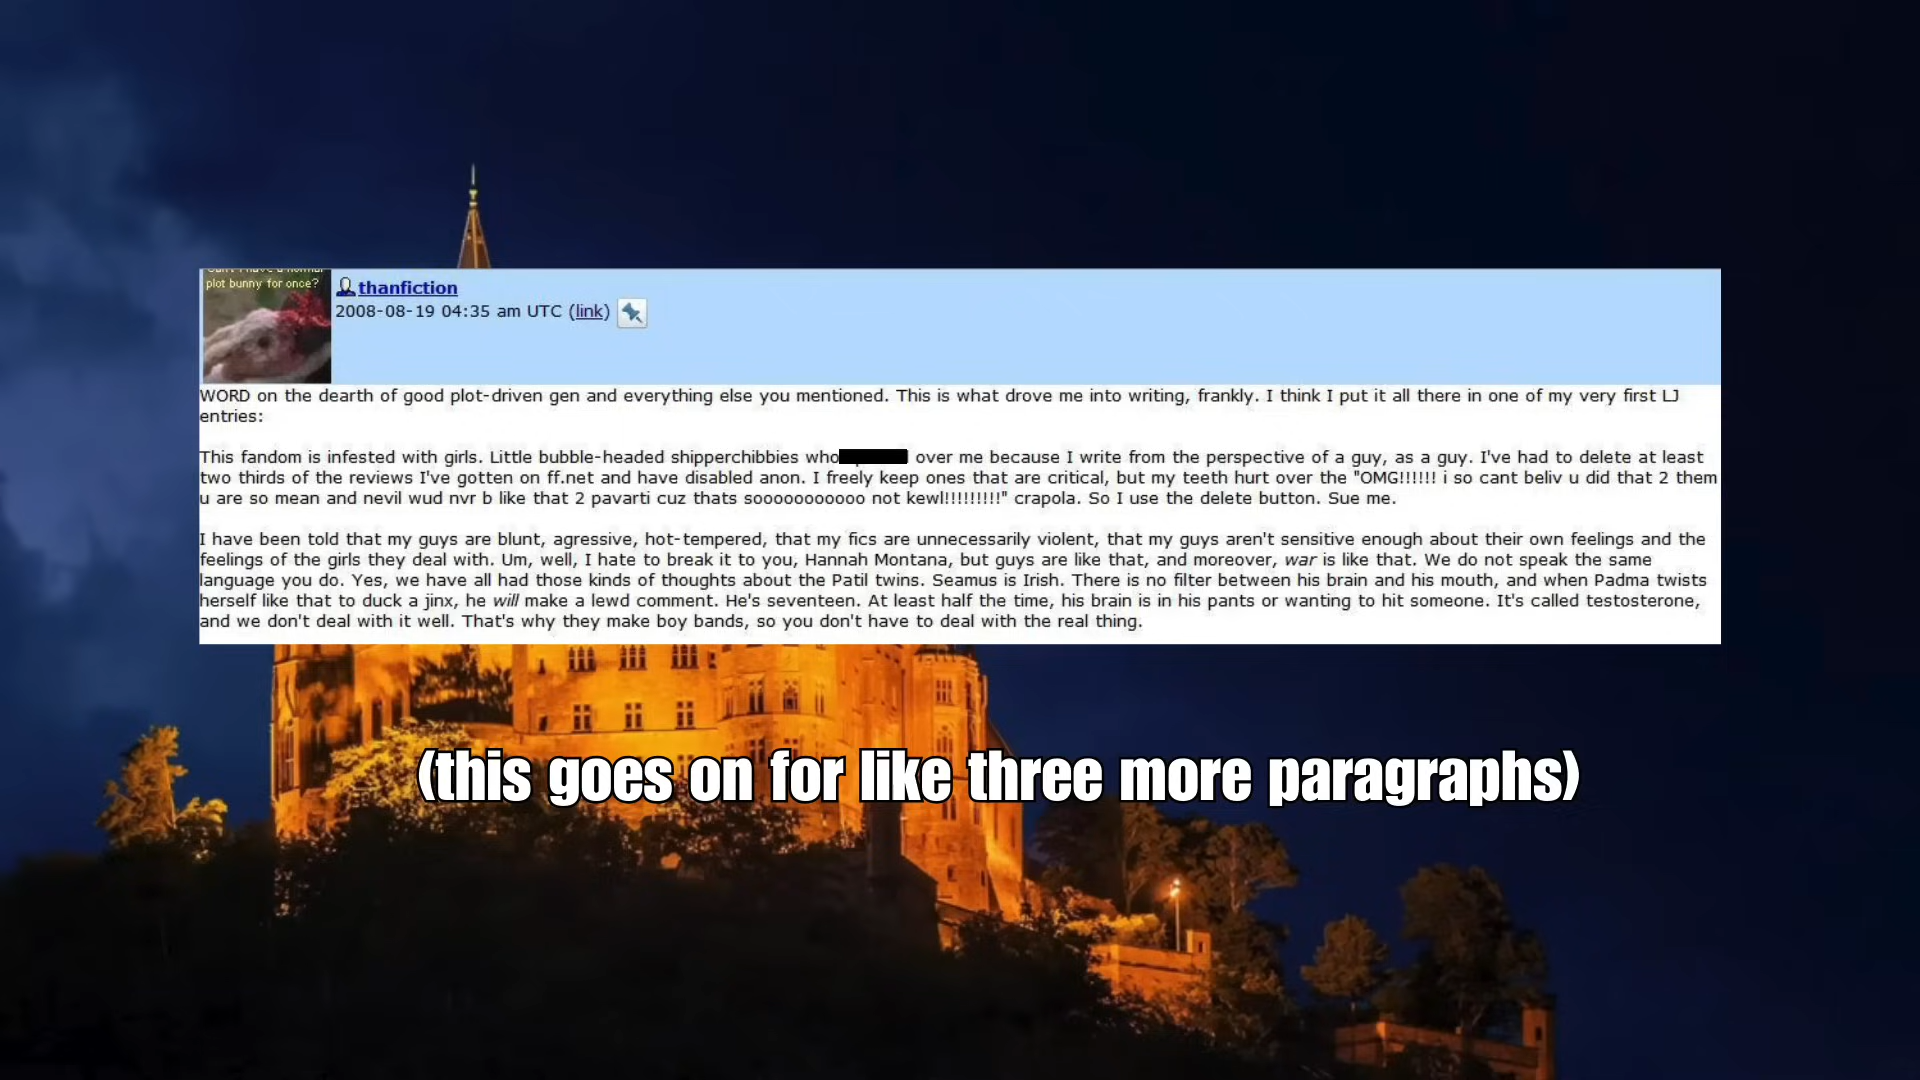 plot bunny for once?
thanfiction
2008-08-19 04:35 am UTC (link)
WORD on the dearth of good plot-driven gen and everything else you mentioned. This is what drove me into writing, frankly. I think I put it all there in one of my very first LJ
entries:
This fandom is infested with girls. Little bubble-headed shipperchibbies who over me because I write from the perspective of a guy, as a guy. I've had to delete at least
two thirds of the reviews I've gotten on ff.net and have disabled anon. I freely keep ones that are critical, but my teeth hurt over the "OMG!!!!!! i so cant beliv u did that 2 them
u are so mean and nevil wud nvr b like that 2 pavarti cuz thats sooooooooooo not kewl!!!!!!!!!" crapola. So I use the delete button. Sue me.
I have been told that my guys are blunt, agressive, hot-tempered, that my fics are unnecessarily violent, that my guys aren't sensitive enough about their own feelings and the
feelings of the girls they deal with. Um, well, I hate to break it to you, Hannah Montana, but guys are like that, and moreover, war is like that. We do not speak the same
language you do. Yes, we have all had those kinds of thoughts about the Patil twins. Seamus is Irish. There is no filter between his brain and his mouth, and when Padma twists
herself like that to duck a jinx, he will make a lewd comment. He's seventeen. At least half the time, his brain is in his pants or wanting to hit someone. It's called testosterone,
and we don't deal with it well. That's why they make boy bands, so you don't have to deal with the real thing.
(this goes on for like three more paragraphs)